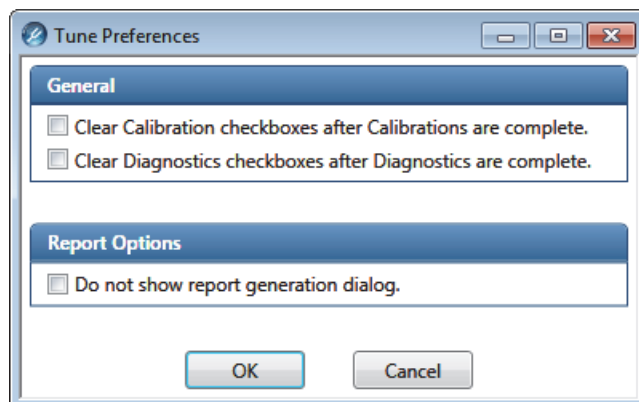 Tune Preferences
General
Clear Calibration checkboxes after Calibrations are complete.
Clear Diagnostics checkboxes after Diagnostics are complete.
Report Options
Do not show report generation dialog.
OK Cancel